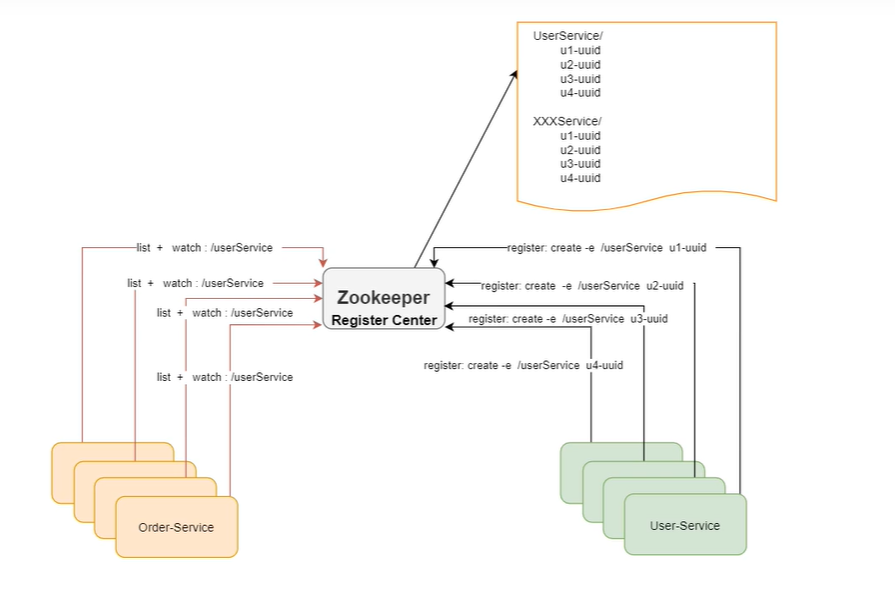 UserService/
u1-uuid
u2-uuid
u3-uuid
u4-uuid
XXXService/
u1-uuid
u2-uuid
u3-uuid
u4-uuid
list + watch : /userService
register: create -e /userService u1-uuid
list + watch : /userService
register: create -e /userService u2-uuid
Zookeeper
Register Center
list + watch : /userService
register: create -e /userService u3-uuid
register: create -e /userService u4-uuid
list + watch : /userService
Order-Service
User-Service